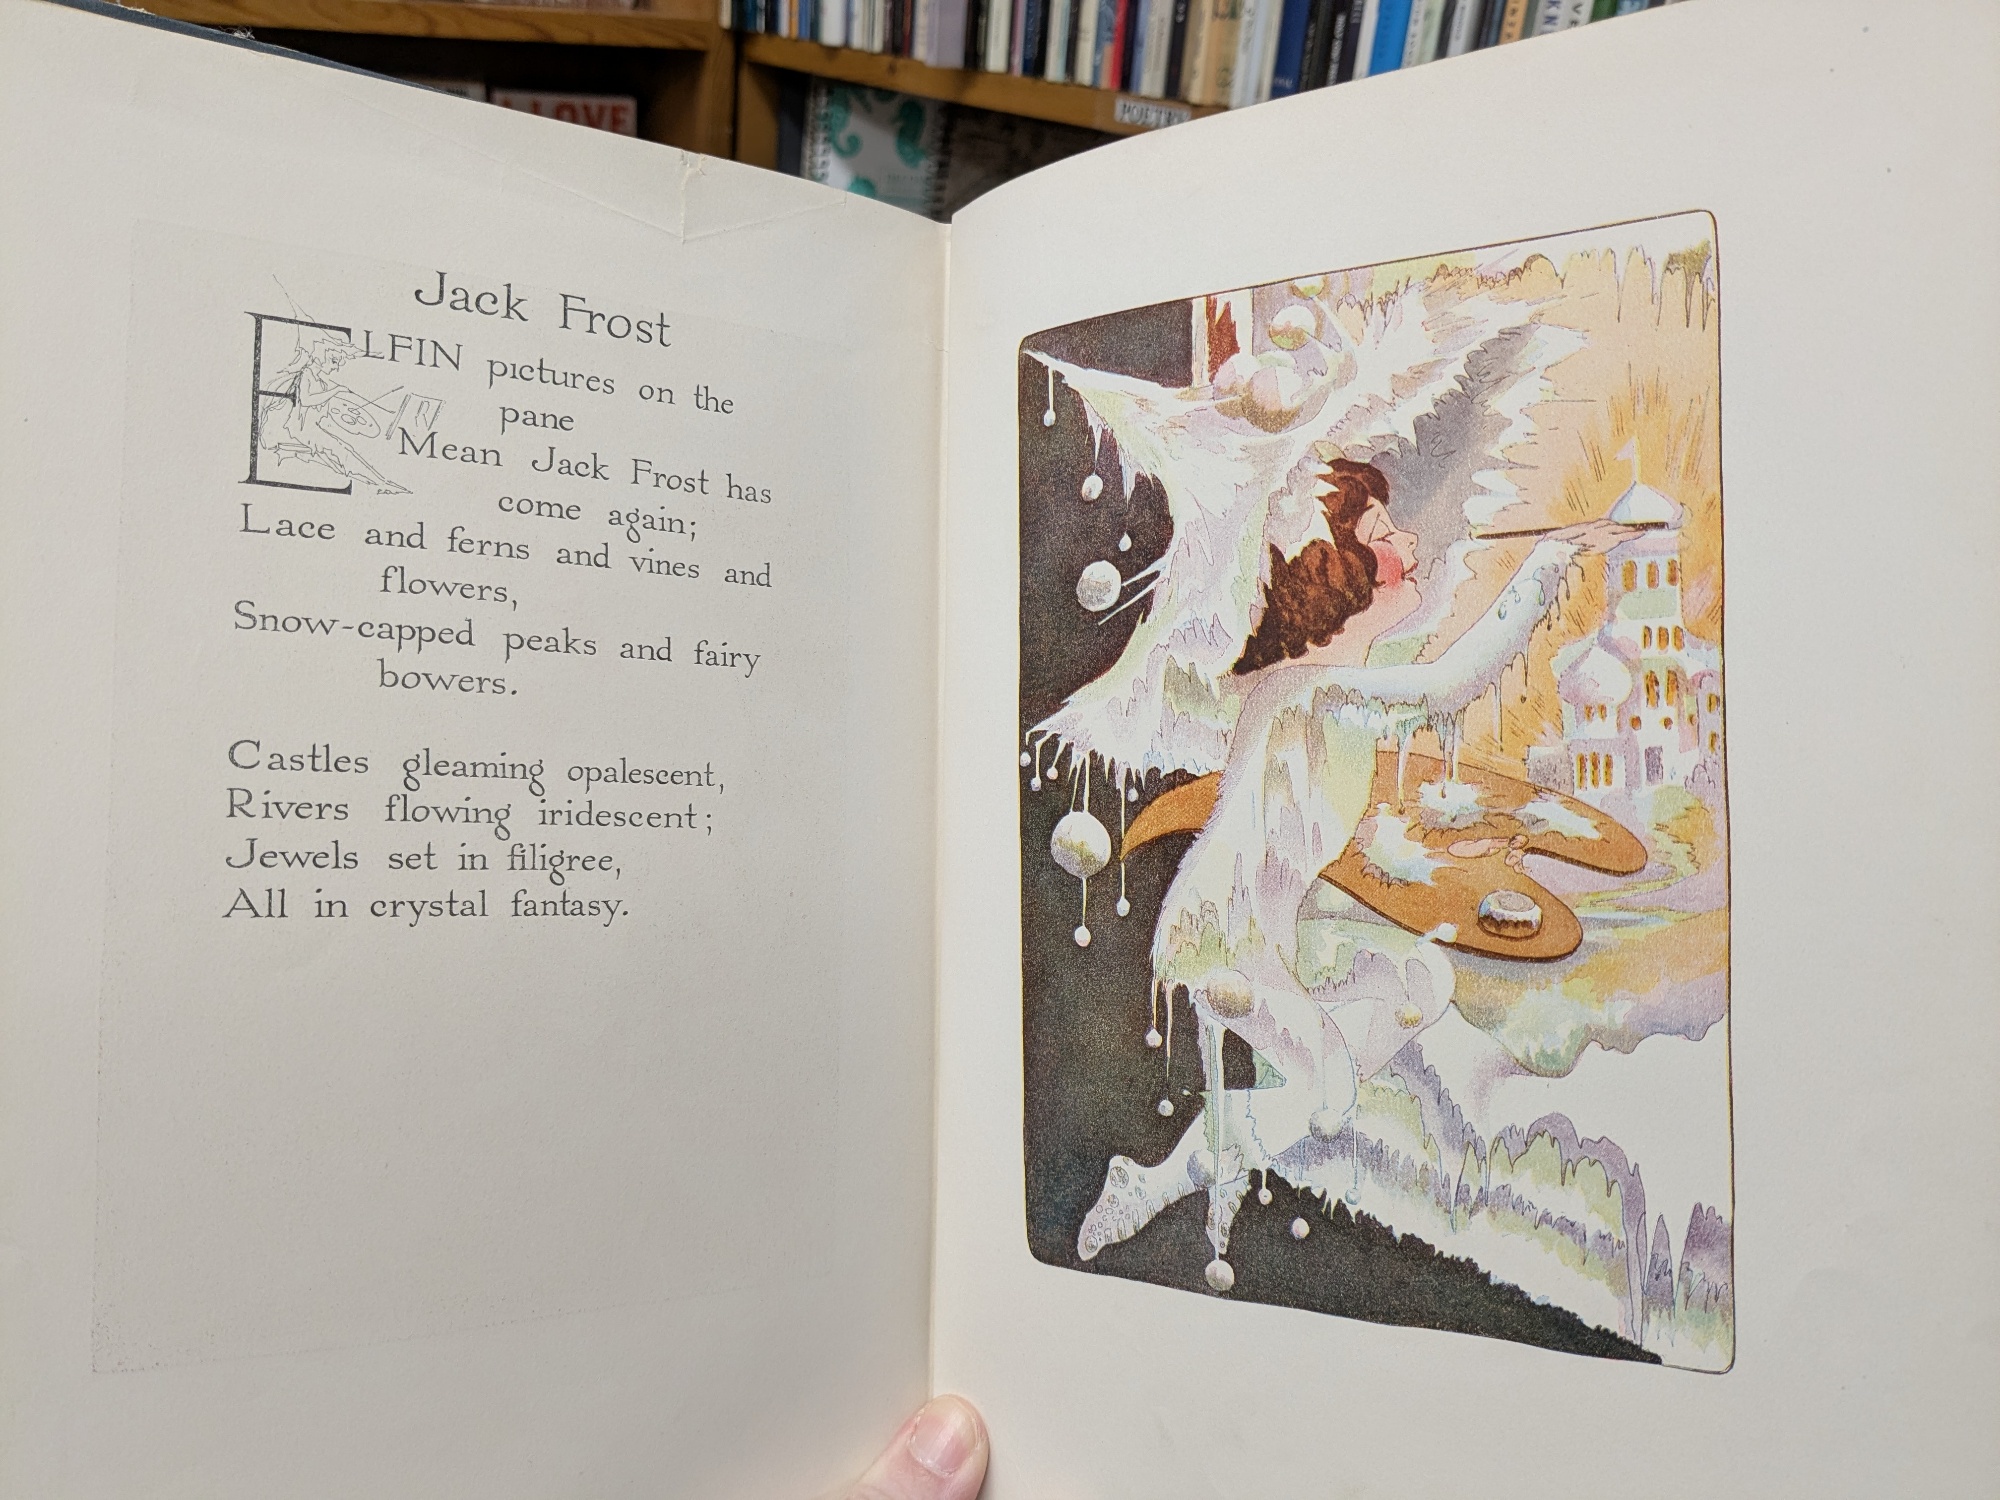 LOVE
POETRY
Jack Frost
ELFIN pictures on the
pane
Mean Jack Frost has
come again;
Lace and ferns and vines and
flowers,
Snow-capped peaks and fairy
bowers.
Castles gleaming opalescent,
Rivers flowing iridescent;
Jewels set in filigree,
All in crystal fantasy.